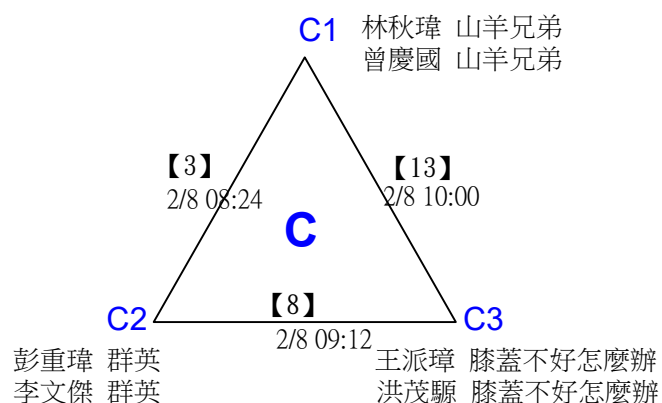 C1 林秋瑋 山羊兄弟
曾慶國 山羊兄弟
【3】
2/8 08:24
【13】
2/8 10:00
C
【8】
2/8 09:12
C2
彭重瑋 群英
李文傑 群英
C3
王派璋 膝蓋不好怎麼辦
洪茂騵 膝蓋不好怎麼辦